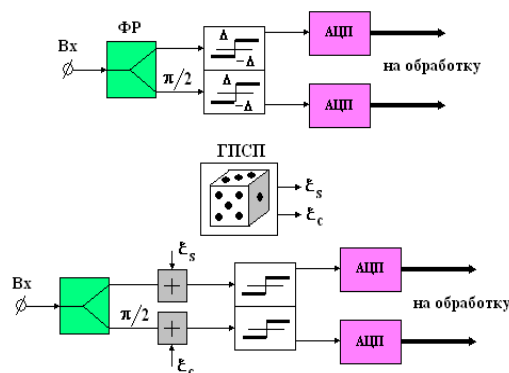 ФР
Вх
π/2
Δ
-Δ
Δ
-Δ
АЦП
АЦП
на обработку
ГПСП
ξs
ξc
Вх
π/2
ξs
+
+
ξc
АЦП
АЦП
на обработку